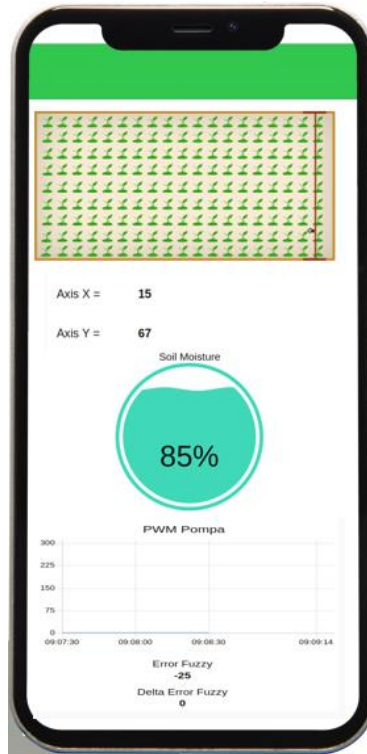 Axis X = 15
Axis Y = 67
Soil Moisture
85%
PWM Pompa
300
225
150
75
0
09:07:30 09:08:00 09:08:30 09:09:14
Error Fuzzy
-25
Delta Error Fuzzy
0